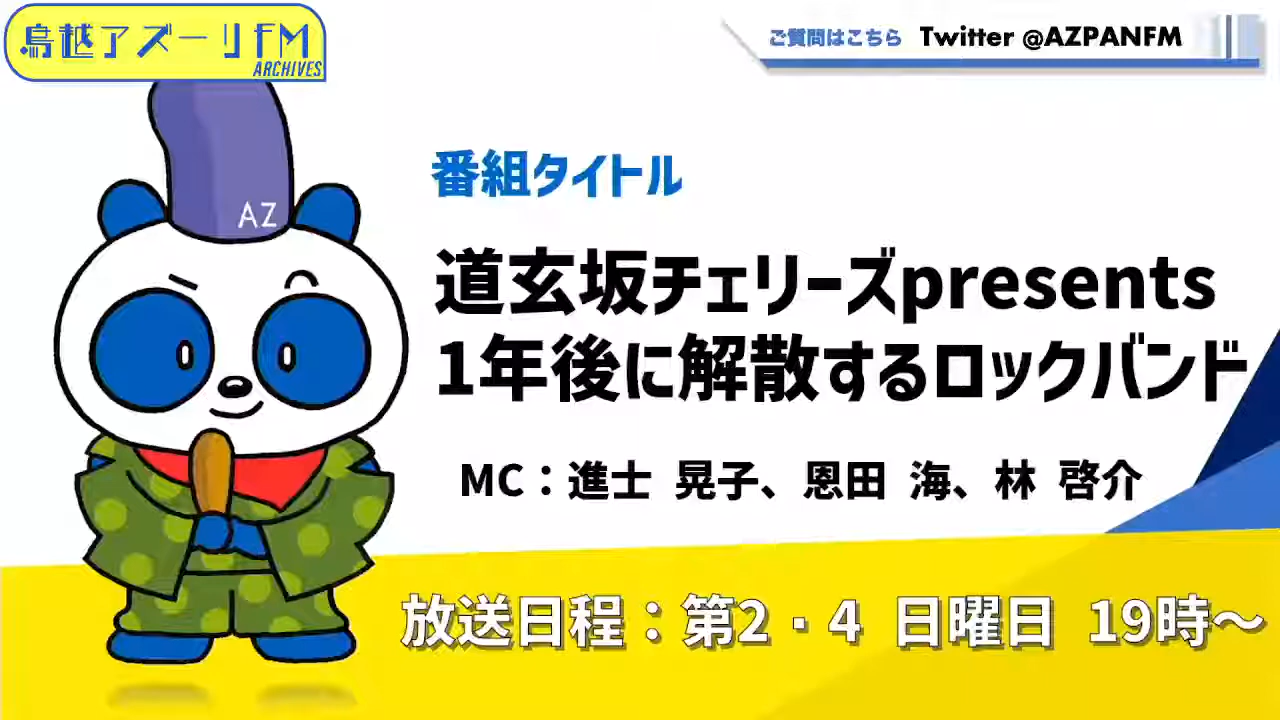 鳥越アズーリFM
ARCHIVES
ご質問はこちら Twitter @AZPANFM
AZ
番組タイトル
道玄坂チェリーズpresents
1年後に解散するロックバンド
MC：進士 晃子、恩田 海、林 啓介
放送日程：第2・4 日曜日 19時～